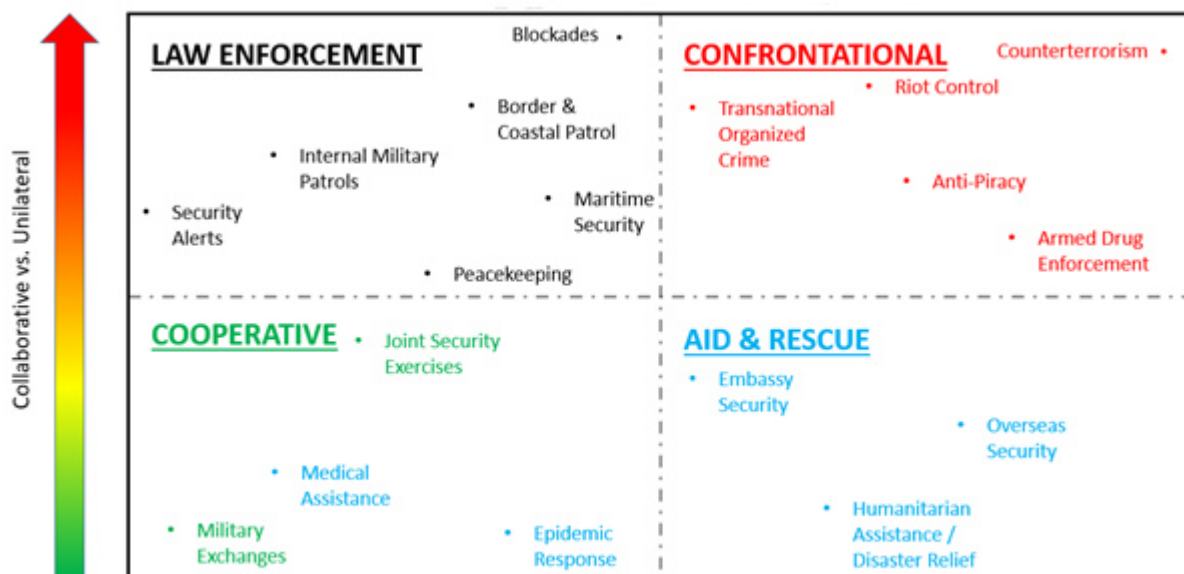 Collaborative vs. Unilateral
LAW ENFORCEMENT
Blockades
Border &
Coastal Patrol
Internal Military
Patrols
Maritime
Security
Security
Alerts
Peacekeeping
CONFRONTATIONAL
Counterterrorism
Riot Control
Transnational
Organized
Crime
Anti-Piracy
Armed Drug
Enforcement
COOPERATIVE
Joint Security
Exercises
Medical
Assistance
Military
Exchanges
Epidemic
Response
AID & RESCUE
Embassy
Security
Overseas
Security
Humanitarian
Assistance /
Disaster Relief